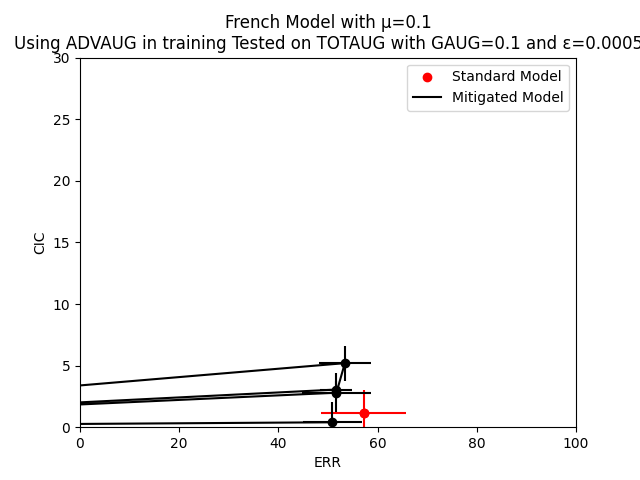 French Model with μ=0.1
Using ADVAUG in training Tested on TOTAUG with GAUG=0.1 and ε=0.0005
30
25
20
15
10
5
0
CIC
Standard Model
Mitigated Model
0
20
40
60
80
100
ERR